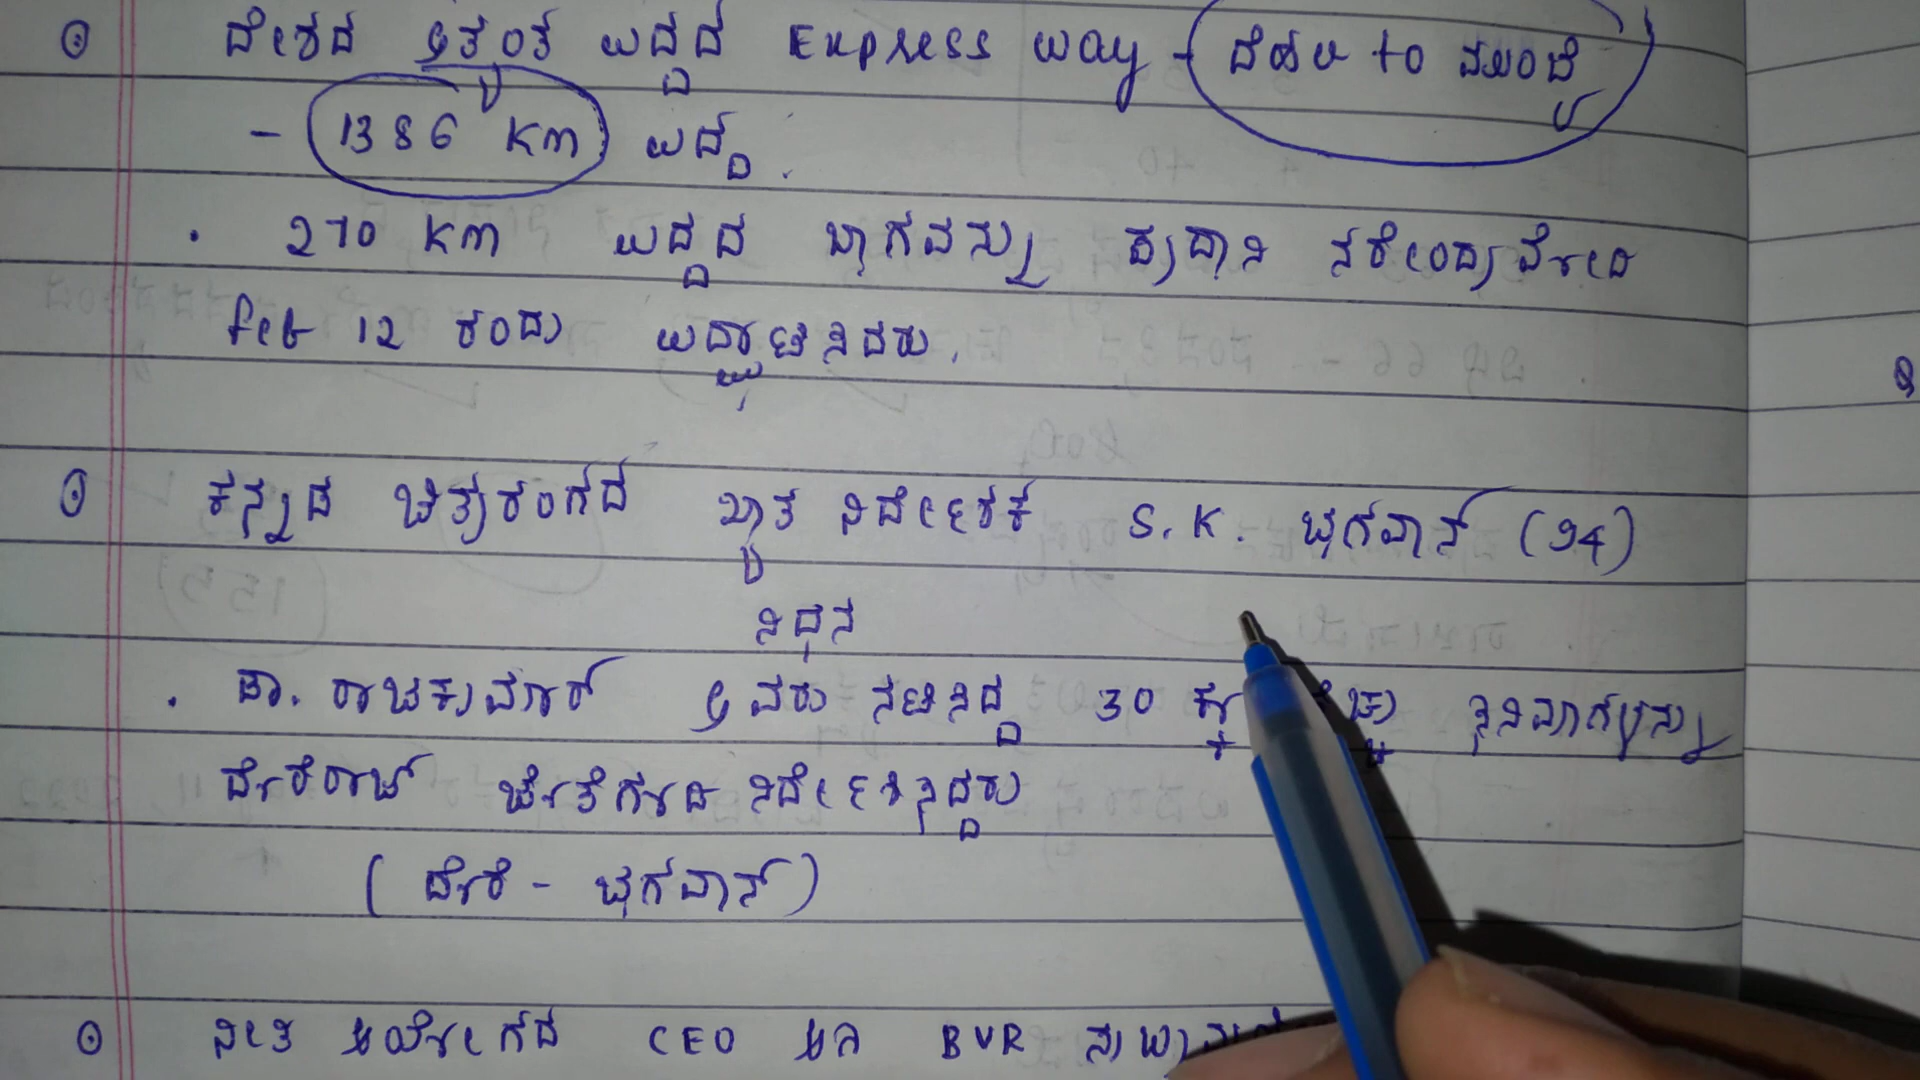 ದೇಶದ ಅತ್ಯಂತ ಉದ್ದದ Express way - ದೆಹಲಿ to ಮುಂಬೈ
- 1386 Km ಉದ್ದ.
. 270 Km ಉದ್ದದ ಭಾಗವನ್ನು ಪ್ರಧಾನಿ ನರೇಂದ್ರಮೋದಿ
feb 12 ರಂದು ಉದ್ಘಾಟಿಸಿದರು.
ಕನ್ನಡ ಚಿತ್ರರಂಗದ ಖ್ಯಾತ ನಿರ್ದೇಶಕ S.K. ಭಗವಾನ್ (94)
ನಿಧನ
. ಡಾ. ರಾಜಕುಮಾರ್ ಅವರು ನಟಿಸಿದ್ದ 30 ಕ್ಕೂ ಸಿನಿಮಾಗಳನ್ನು
ದೊರೆರಾಜ್ ಜೊತೆಗೂಡಿ ನಿರ್ದೇಶಿಸಿದ್ದರು
( ದೊರೆ - ಭಗವಾನ್ )
ನೀತಿ ಆಯೋಗದ CEO ಆಗಿ BVR